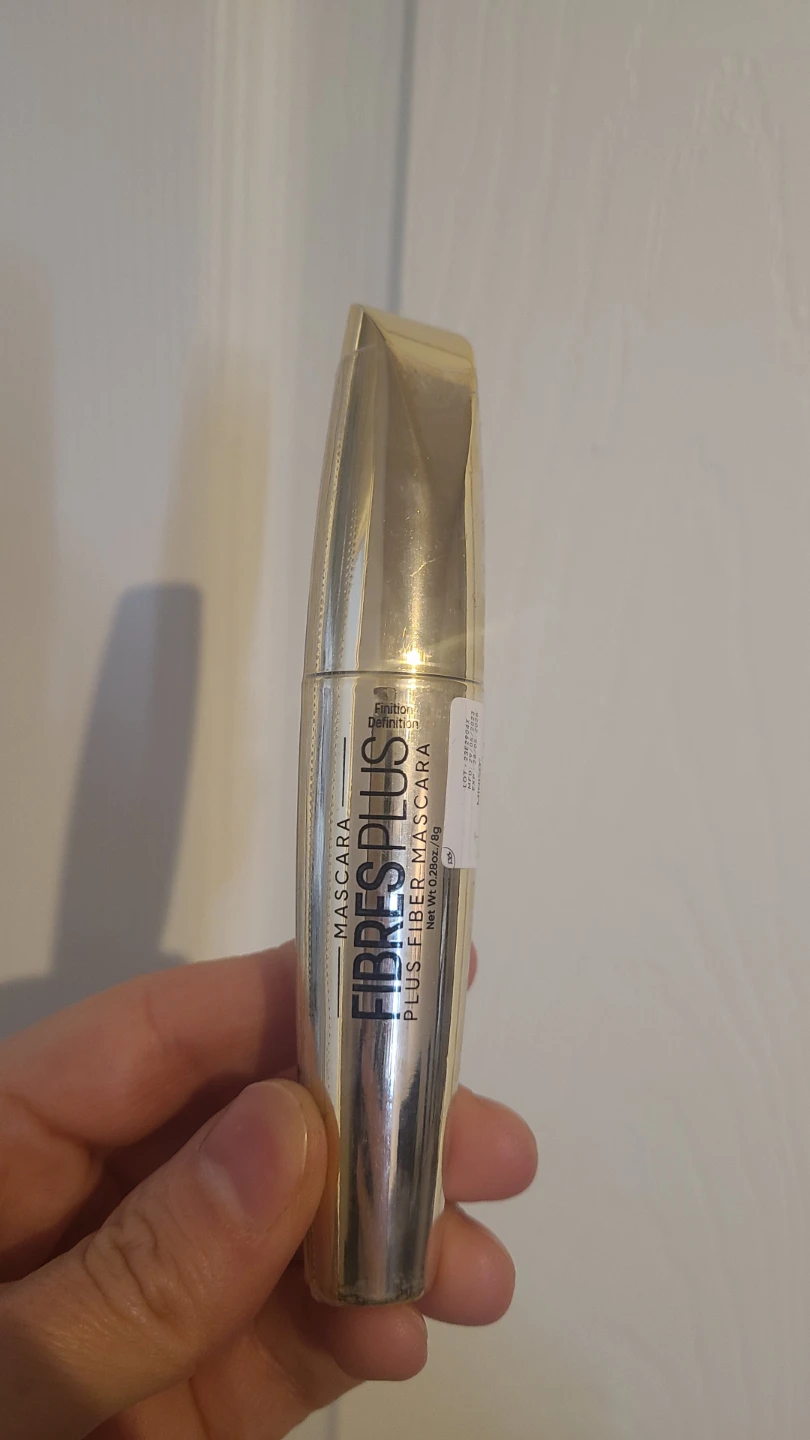 Finition
Definition
MASCARA
FIBRES PLUS
PLUS FIBER MASCARA
Net Wt 0.28oz./8g